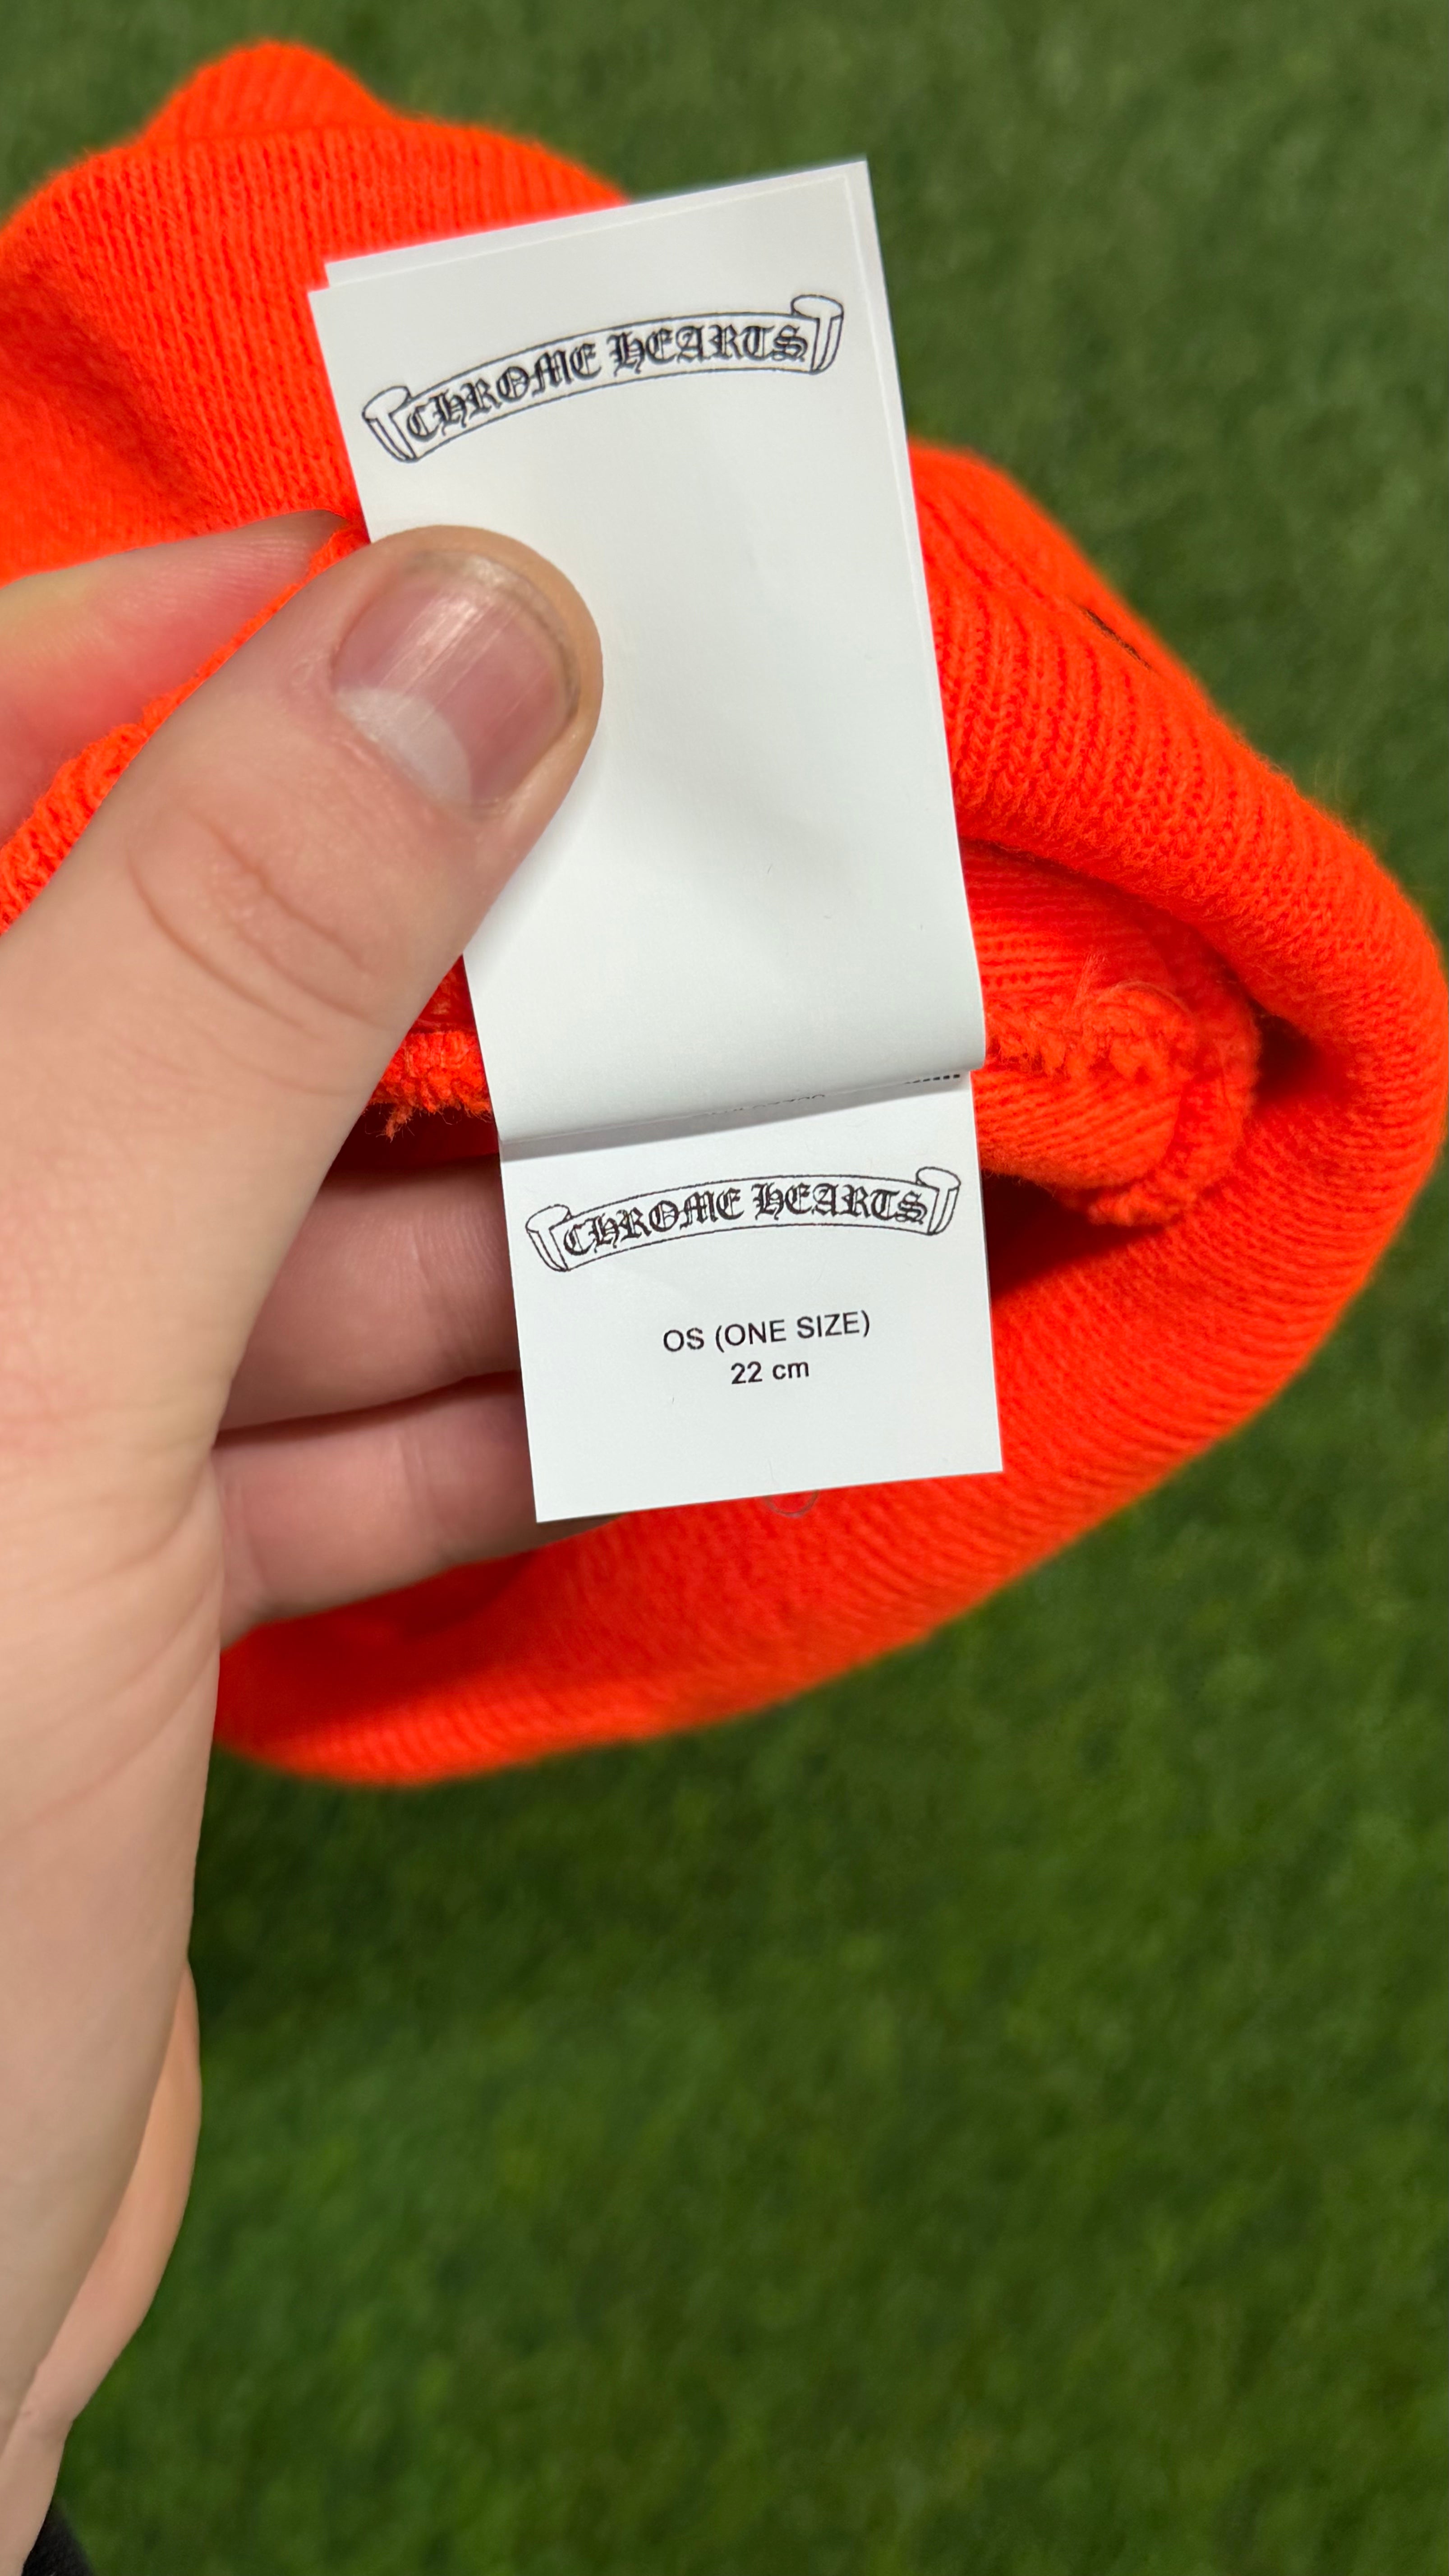 CHROME HEARTS
CHROME HEARTS
OS (ONE SIZE)
22 cm